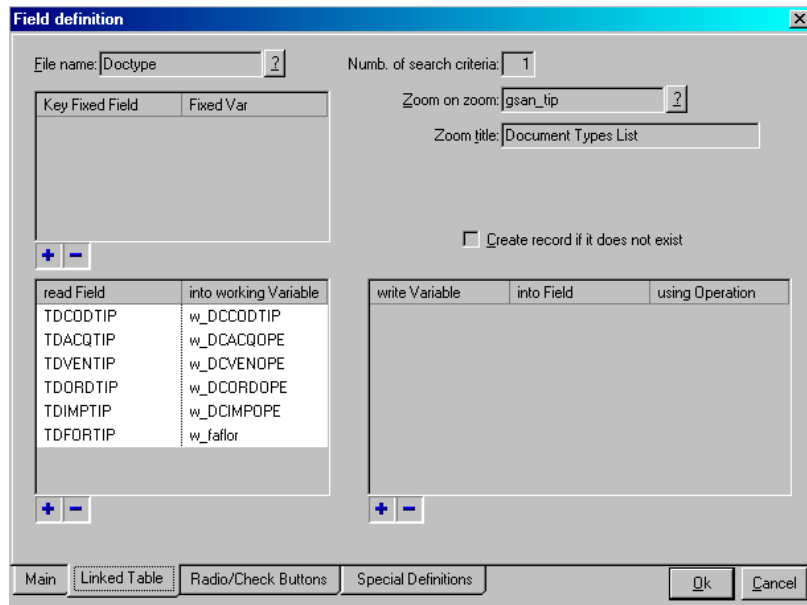 Field definition
File name: Doctype ?
Numb. of search criteria: 1
Key Fixed Field Fixed Var
Zoom on zoom: gsan_tip ?
Zoom title: Document Types List
Create record if it does not exist
+ −
read Field into working Variable
TDCODTIP w_DCCODTIP
TDACQTIP w_DCACQOPE
TDVENTIP w_DCVENOPE
TDORDTIP w_DCORDOPE
TDIMPTIP w_DCIMPOPE
TDFORTIP w_faflor
+ −
write Variable into Field using Operation
+ −
Main Linked Table Radio/Check Buttons Special Definitions
Ok Cancel